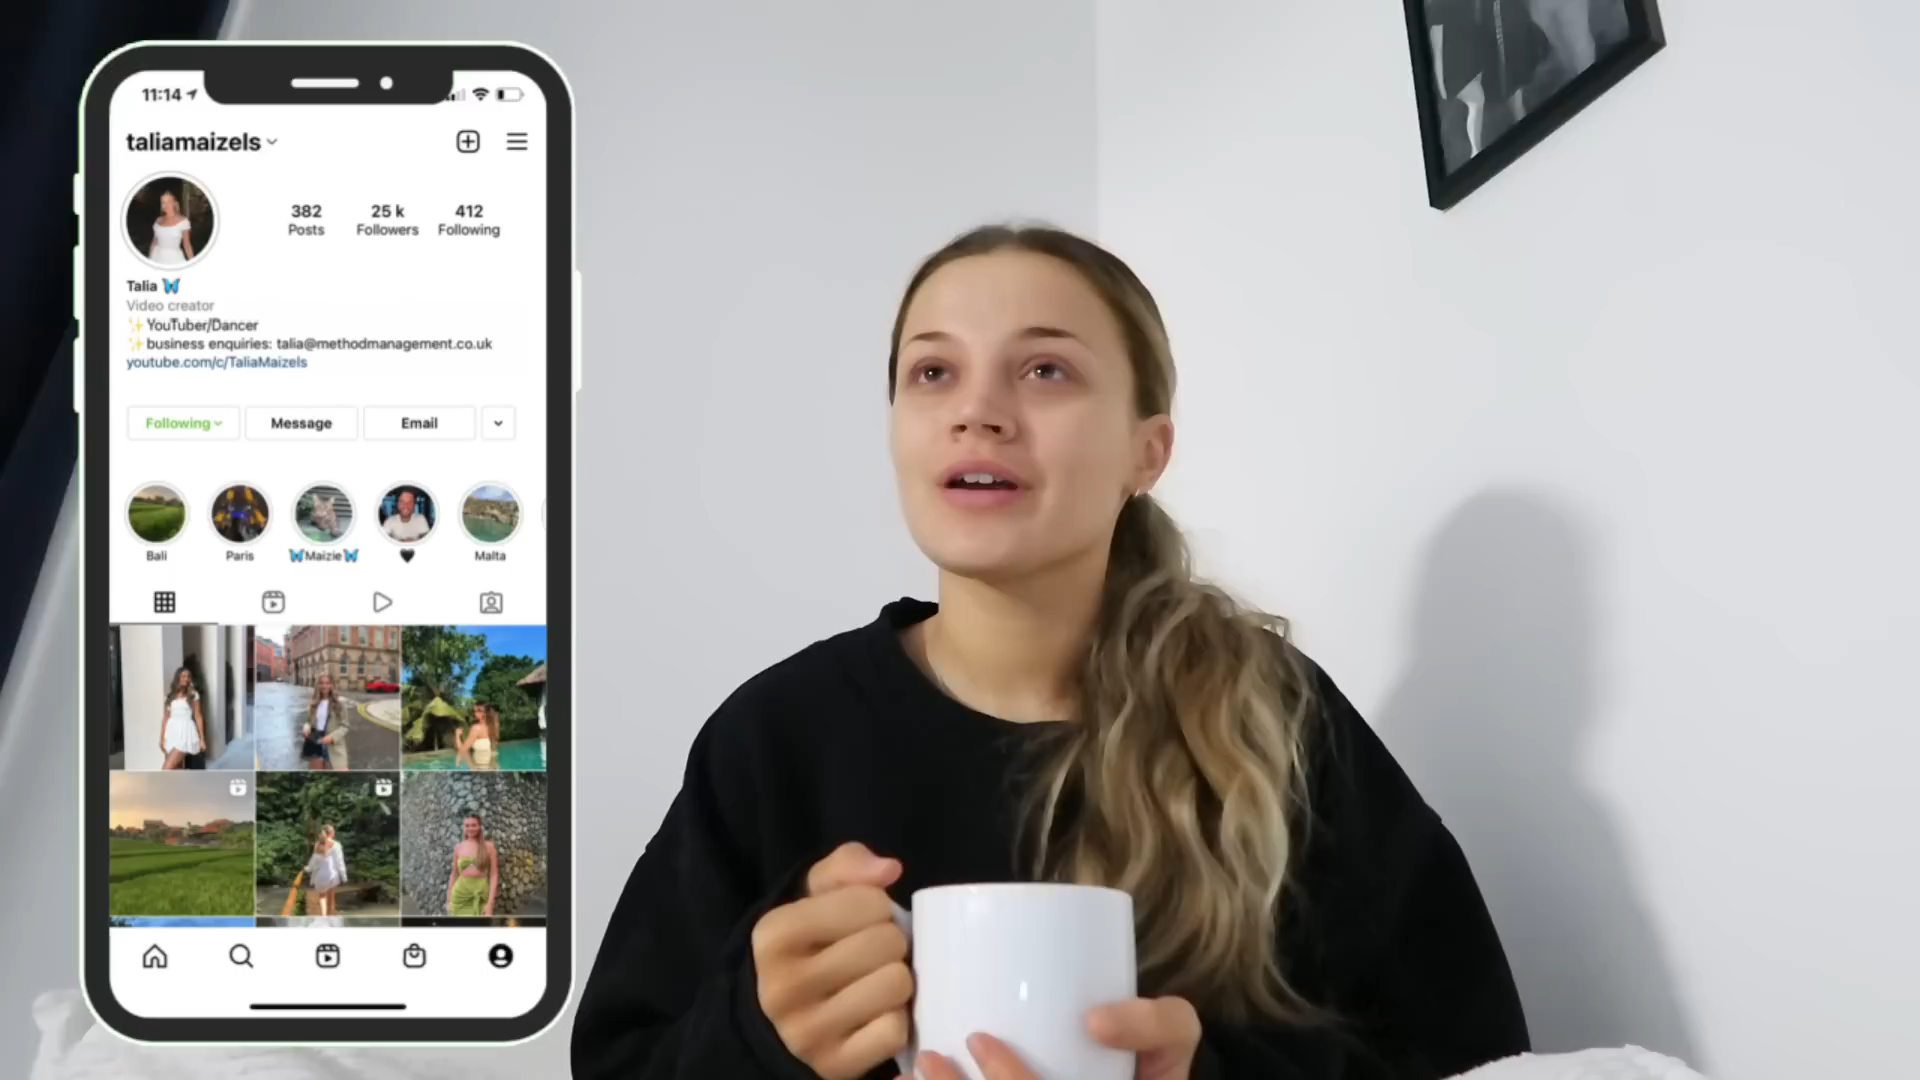 11:14
taliamaizels
382 25 k 412
Posts Followers Following
Talia 🦋
Video creator
✨YouTuber/Dancer
✨business enquiries: talia@methodmanagement.co.uk
youtube.com/c/TaliaMaizels
Following Message Email
Bali Paris 🦋Maizie🦋 🖤 Malta